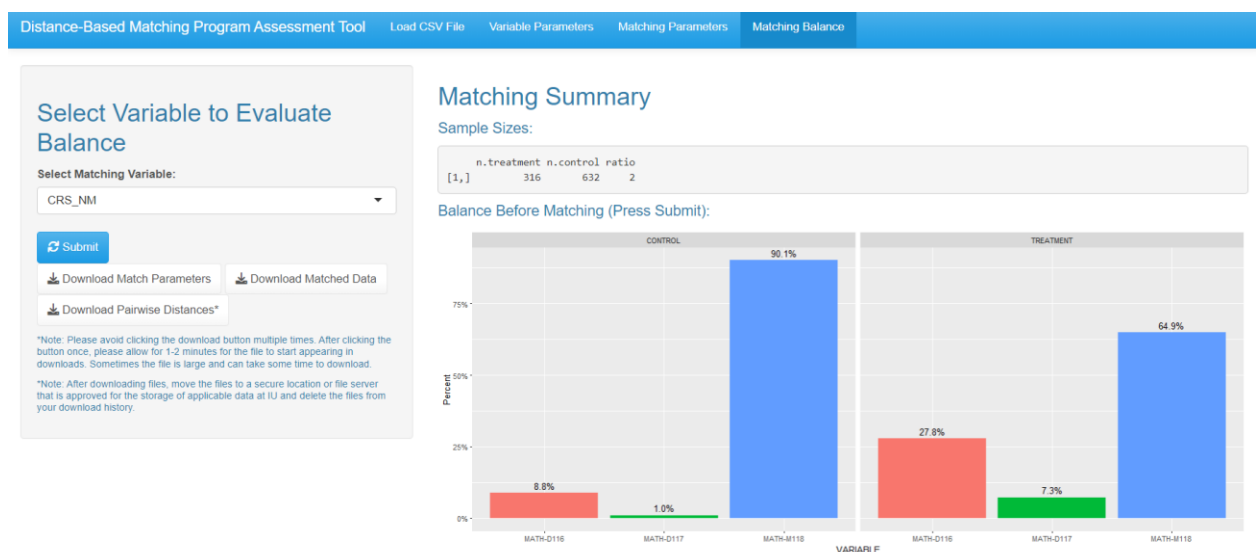 Distance-Based Matching Program Assessment Tool Load CSV File Variable Parameters Matching Parameters Matching Balance
Select Variable to Evaluate
Balance
Select Matching Variable:
CRS_NM
Submit
Download Match Parameters Download Matched Data
Download Pairwise Distances*
*Note: Please avoid clicking the download button multiple times. After clicking the
button once, please allow for 1-2 minutes for the file to start appearing in
downloads. Sometimes the file is large and can take some time to download.
*Note: After downloading files, move the files to a secure location or file server
that is approved for the storage of applicable data at IU and delete the files from
your download history.
Matching Summary
Sample Sizes:
n.treatment n.control ratio
[1,] 316 632 2
Balance Before Matching (Press Submit):
CONTROL TREATMENT
90.1%
75%
64.9%
50%
Percent
27.8%
25%
8.8% 1.0% 7.3%
0%
MATH-D116 MATH-D117 MATH-M118 MATH-D116 MATH-D117 MATH-M118
VARIABLE